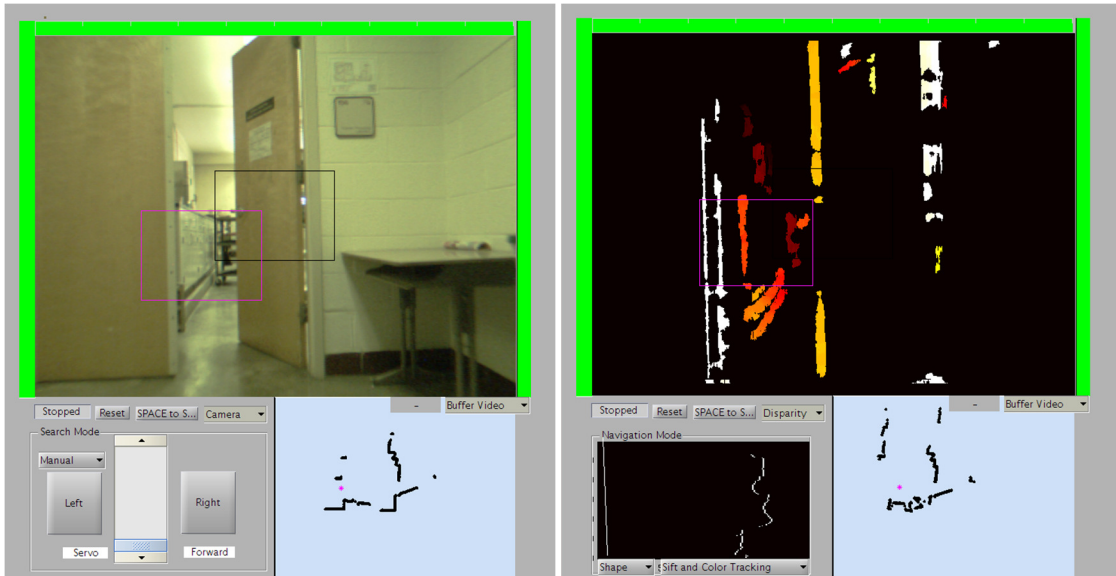 Stopped
Reset
SPACE to S...
Camera
-
Buffer Video
Search Mode
Manual
Left
Right
Servo
Forward
Stopped
Reset
SPACE to S...
Disparity
-
Buffer Video
Navigation Mode
Shape
Sift and Color Tracking